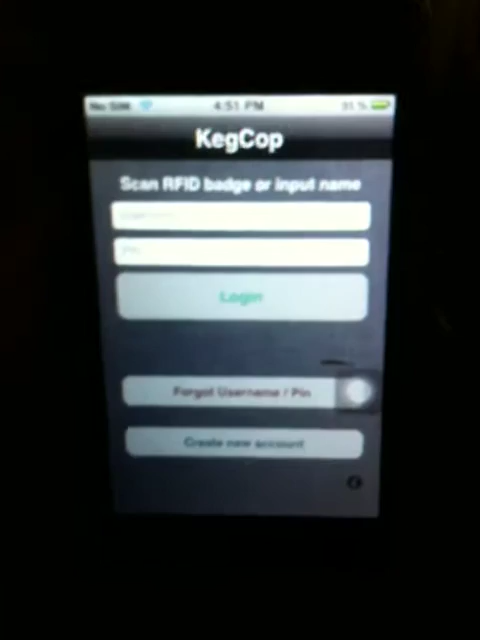 No SIM 4:51 PM
KegCop
Scan RFID badge or input name
Login
Forgot Username / Pin
Create new account